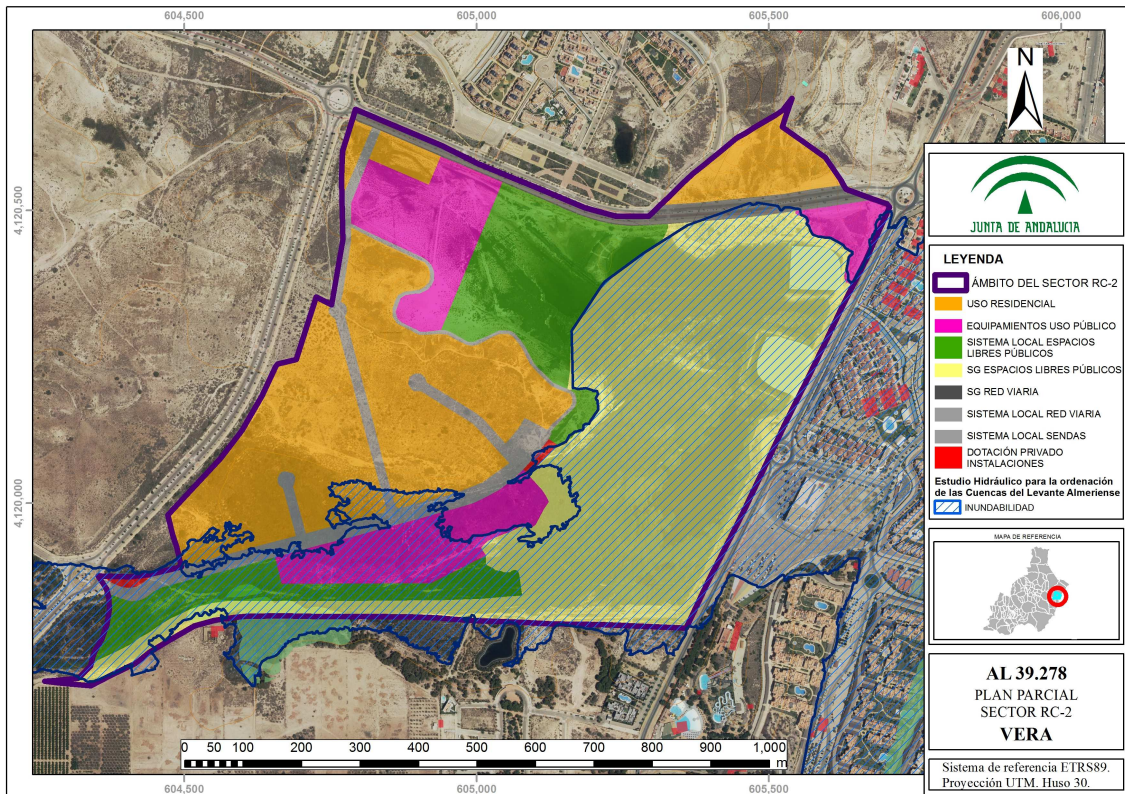 604,500 605,000 605,500 606,000
4,120,500
4,120,000
N
JUNTA DE ANDALUCIA
LEYENDA
ÁMBITO DEL SECTOR RC-2
USO RESIDENCIAL
EQUIPAMIENTOS USO PÚBLICO
SISTEMA LOCAL ESPACIOS
LIBRES PÚBLICOS
SG ESPACIOS LIBRES PÚBLICOS
SG RED VIARIA
SISTEMA LOCAL RED VIARIA
SISTEMA LOCAL SENDAS
DOTACIÓN PRIVADO
INSTALACIONES
Estudio Hidráulico para la ordenación
de las Cuencas del Levante Almeriense
INUNDABILIDAD
MAPA DE REFERENCIA
AL 39.278
PLAN PARCIAL
SECTOR RC-2
VERA
Sistema de referencia ETRS89.
Proyección UTM. Huso 30.
0 50 100 200 300 400 500 600 700 800 900 1,000
m
604,500 605,000 605,500